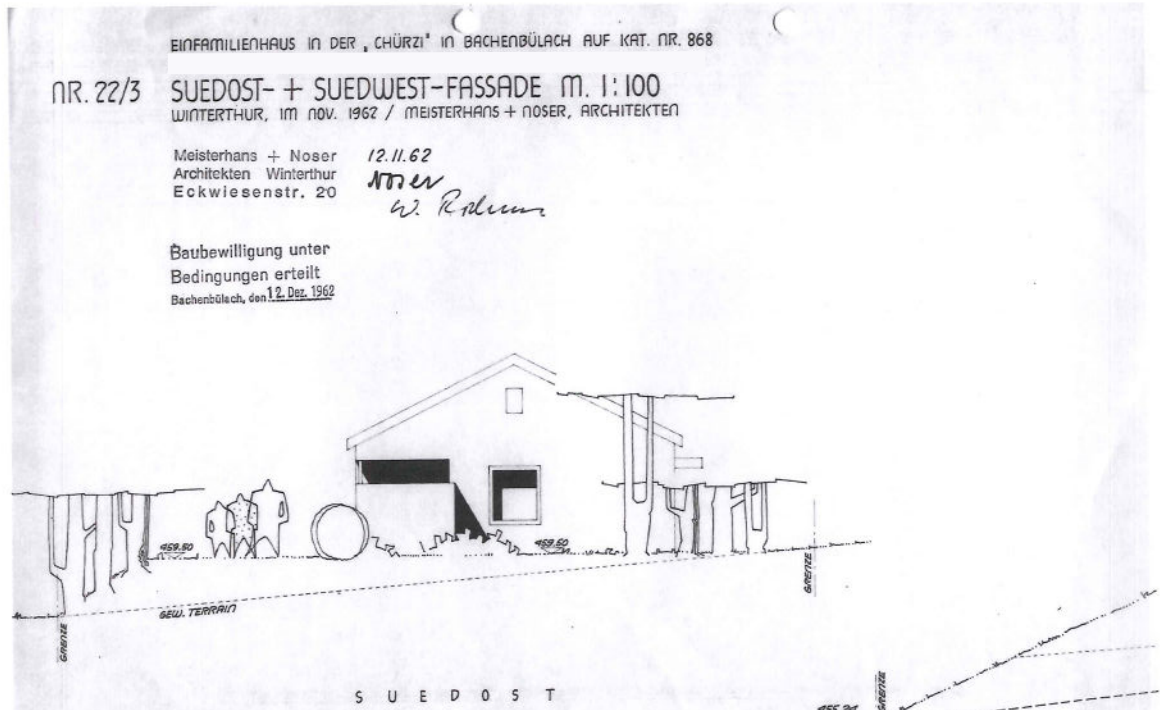 EINFAMILIENHAUS IN DER „CHÜRZI" IN BACHENBÜLACH AUF KAT. NR. 868
NR. 22/3 SUEDOST- + SUEDWEST-FASSADE M. 1:100
WINTERTHUR, IM NOV. 1962 / MEISTERHANS + NOSER, ARCHITEKTEN
Meisterhans + Noser
Architekten Winterthur
Eckwiesenstr. 20
12.11.62
Noser
W.
Baubewilligung unter
Bedingungen erteilt
Bachenbülach, den 12. Dez. 1962
459.50
459.50
GEW. TERRAIN
GRENZE
GRENZE
SUEDOST
GRENZE